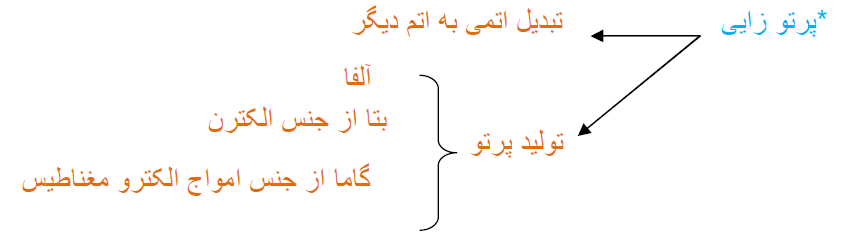 *پرتو زایی
تبدیل اتمی به اتم دیگر
تولید پرتو
آلفا
بتا از جنس الکترن
گاما از جنس امواج الکترو مغناطیس